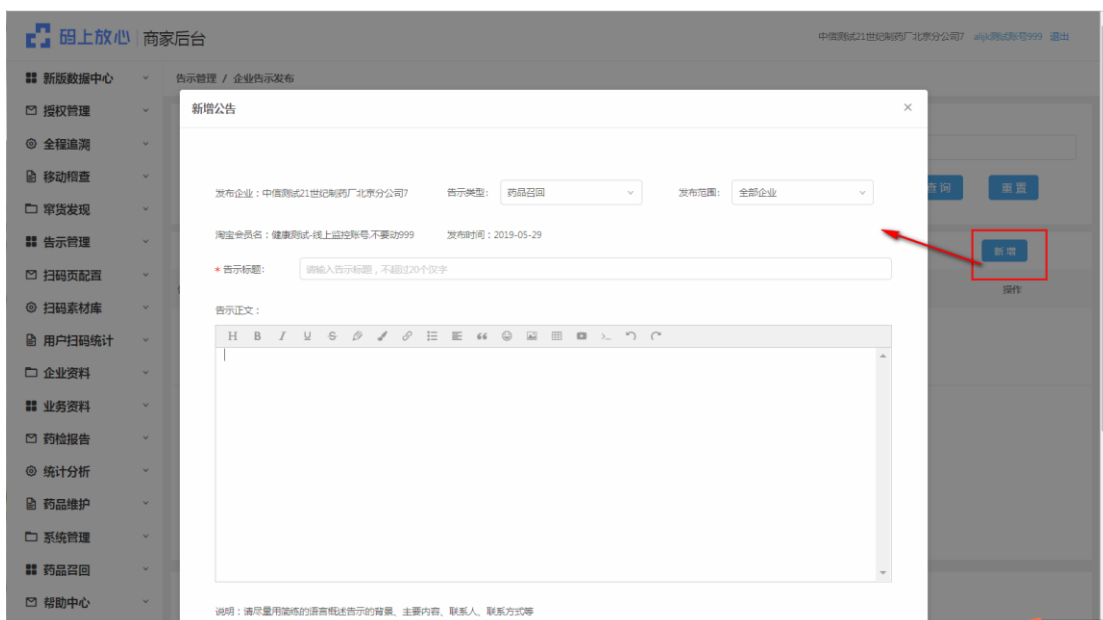 码上放心 商家后台
中信测试21世纪制药厂北京分公司7 alijk测试账号999 退出
新版数据中心
授权管理
全程追溯
移动稽查
窜货发现
告示管理
扫码页配置
扫码素材库
用户扫码统计
企业资料
业务资料
药检报告
统计分析
药品维护
系统管理
药品召回
帮助中心
告示管理 / 企业告示发布
新增公告
发布企业：中信测试21世纪制药厂北京分公司7 告示类型： 药品召回 发布范围： 全部企业
淘宝会员名：健康测试-线上监控账号.不要动999 发布时间：2019-05-29
* 告示标题： 请输入告示标题，不超过20个汉字
告示正文：
H B I U S
说明：请尽量用简练的语言概述告示的背景、主要内容、联系人、联系方式等
查询 重置
新增
操作